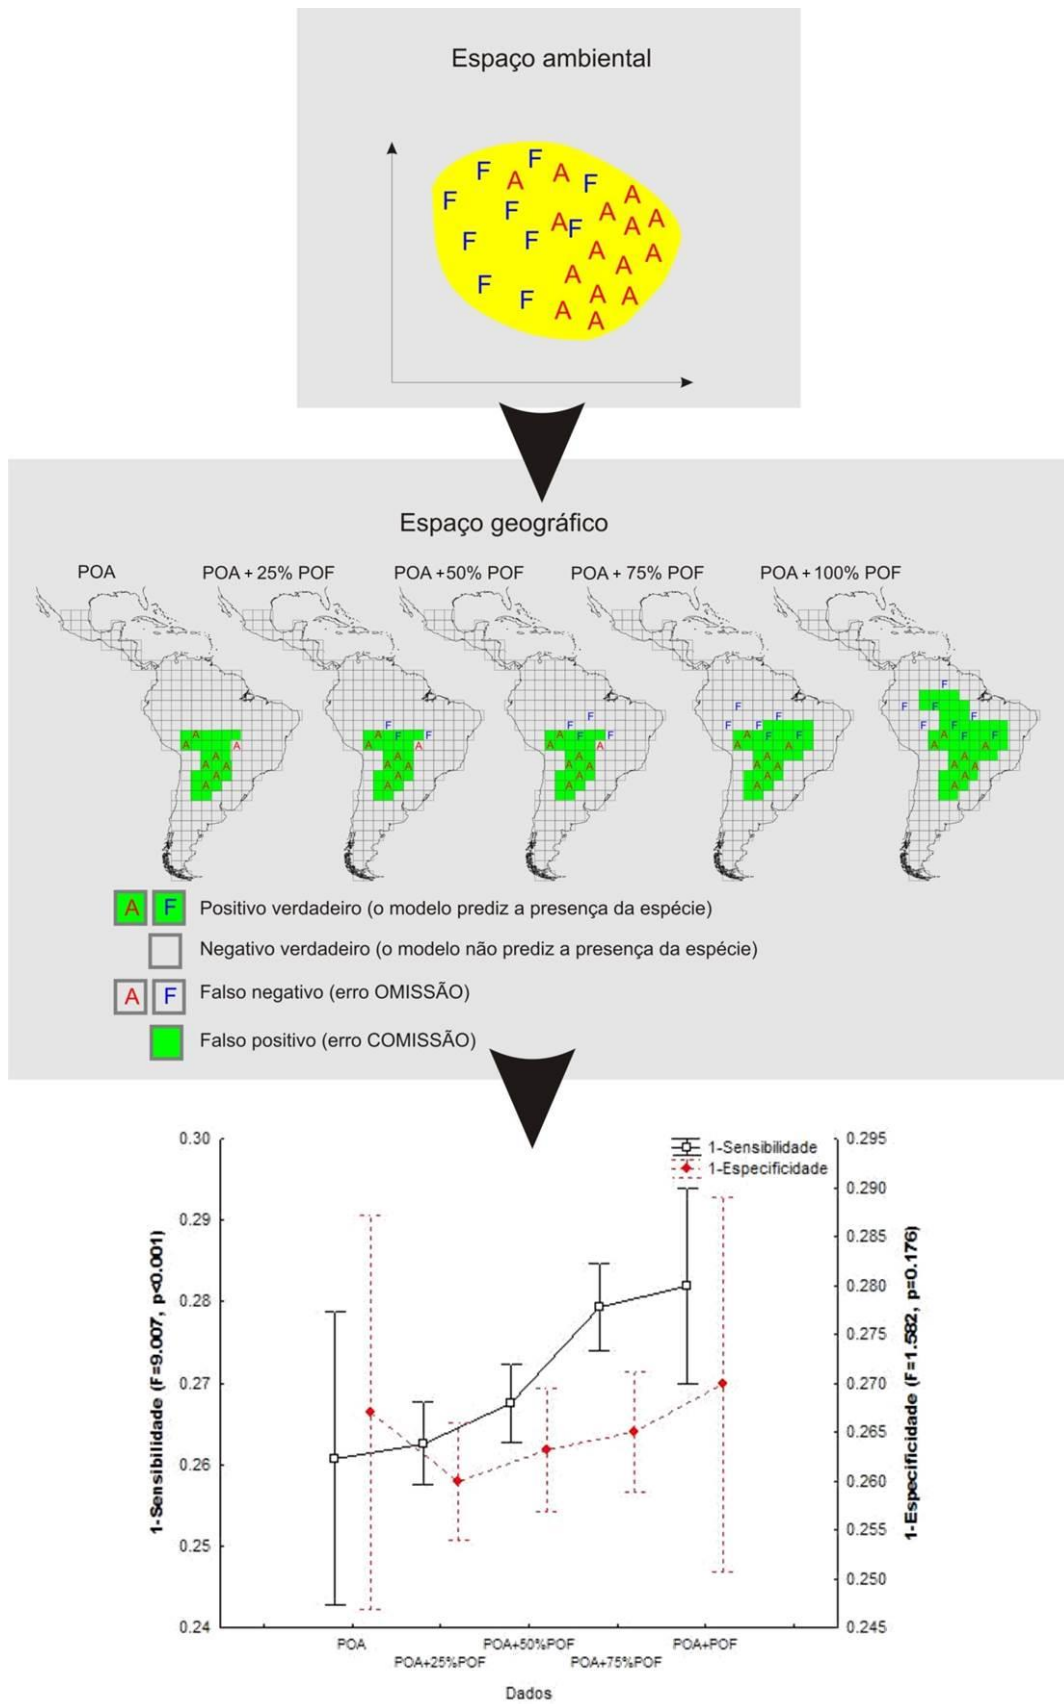 Espaço ambiental
F F A A F A
F F A A A
F F A F A A A
F F A A A A A A
Espaço geográfico
POA POA + 25% POF POA +50% POF POA + 75% POF POA + 100% POF
A F Positivo verdadeiro (o modelo prediz a presença da espécie)
Negativo verdadeiro (o modelo não prediz a presença da espécie)
A F Falso negativo (erro OMISSÃO)
Falso positivo (erro COMISSÃO)
1-Sensibilidade
1-Especificidade
1-Sensibilidade (F=9.007, p<0.001)
0.30
0.29
0.28
0.27
0.26
0.25
0.24
0.295
0.290
0.285
0.280
0.275
0.270
0.265
0.260
0.255
0.250
0.245
1-Especificidade (F=1.582, p=0.176)
POA POA+50%POF POA+POF
POA+25%POF POA+75%POF
Dados